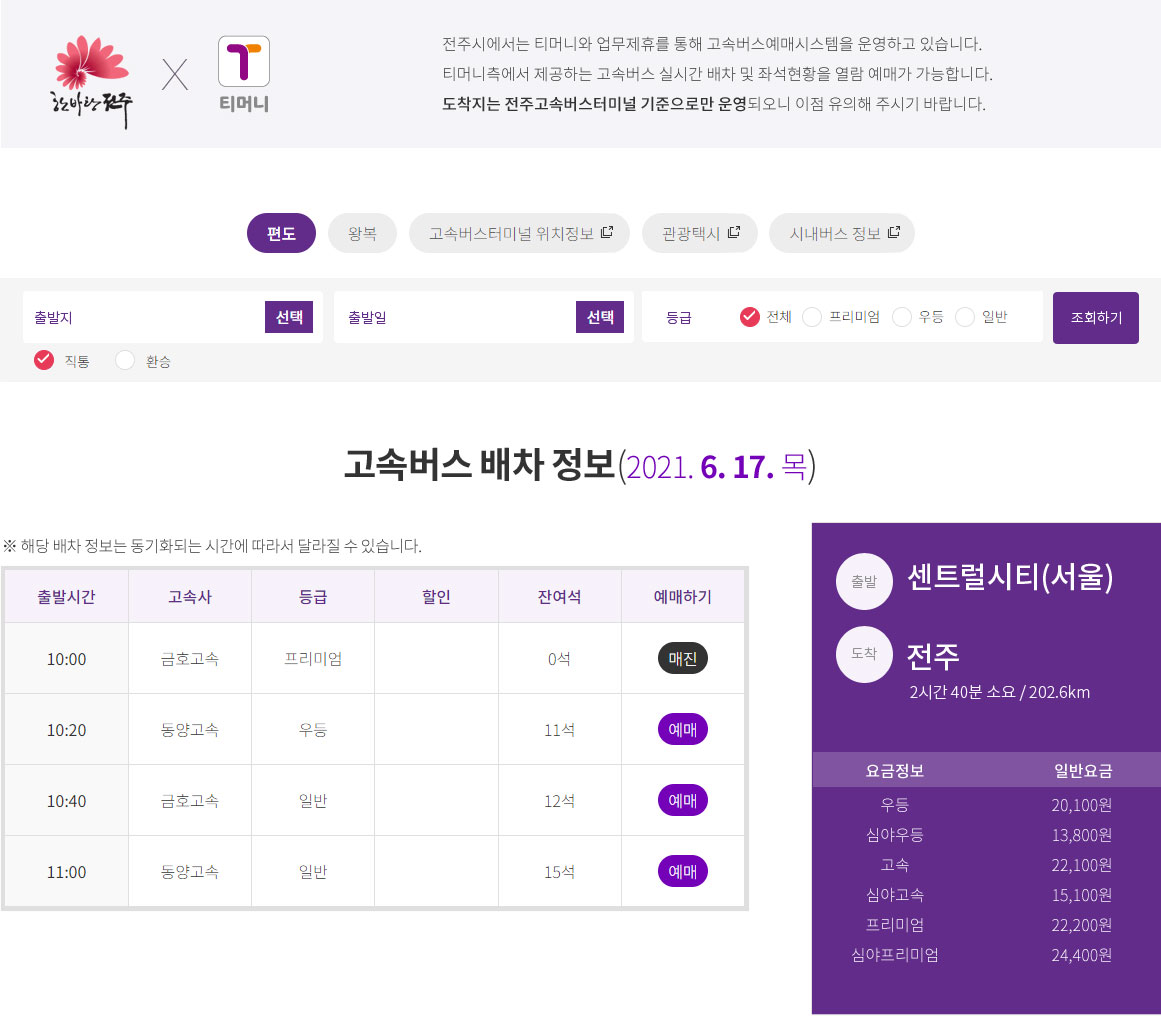 한바탕 전주
티머니
전주시에서는 티머니와 업무제휴를 통해 고속버스예매시스템을 운영하고 있습니다.
티머니측에서 제공하는 고속버스 실시간 배차 및 좌석현황을 열람 예매가 가능합니다.
도착지는 전주고속버스터미널 기준으로만 운영되오니 이점 유의해 주시기 바랍니다.
편도 왕복 고속버스터미널 위치정보 관광택시 시내버스 정보
출발지 선택 출발일 선택 등급 전체 프리미엄 우등 일반 조회하기
직통 환승
고속버스 배차 정보(2021. 6. 17. 목)
※ 해당 배차 정보는 동기화되는 시간에 따라서 달라질 수 있습니다.
출발시간 고속사 등급 할인 잔여석 예매하기
10:00 금호고속 프리미엄 0석 매진
10:20 동양고속 우등 11석 예매
10:40 금호고속 일반 12석 예매
11:00 동양고속 일반 15석 예매
출발 센트럴시티(서울)
도착 전주
2시간 40분 소요 / 202.6km
요금정보 일반요금
우등 20,100원
심야우등 13,800원
고속 22,100원
심야고속 15,100원
프리미엄 22,200원
심야프리미엄 24,400원